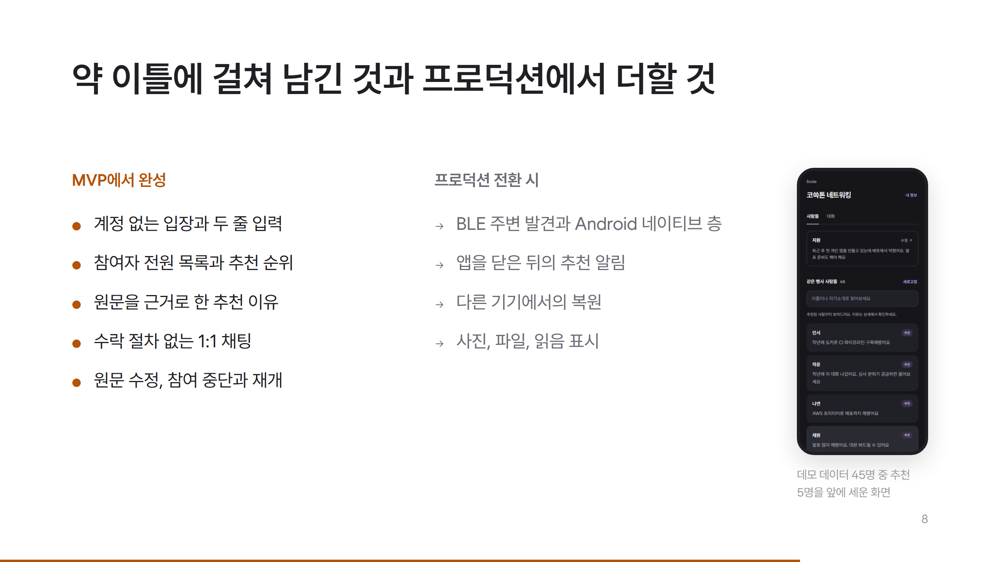 약 이틀에 걸쳐 남긴 것과 프로덕션에서 더할 것
MVP에서 완성
계정 없는 입장과 두 줄 입력
참여자 전원 목록과 추천 순위
원문을 근거로 한 추천 이유
수락 절차 없는 1:1 채팅
원문 수정, 참여 중단과 재개
프로덕션 전환 시
→ BLE 주변 발견과 Android 네이티브 층
→ 앱을 닫은 뒤의 추천 알림
→ 다른 기기에서의 복원
→ 사진, 파일, 읽음 표시
Bside
코쓱톤 네트워킹 내 정보
사람들 대화
지원 수정 ↗
퇴근 후 첫 개인 앱을 만들고 있는데 배포에서 막혔어요. 발
표 준비도 해야 해요
같은 행사 사람들 45 새로고침
이름이나 자기소개로 찾아보세요
추천된 사람부터 보여드려요. 이유는 상세에서 확인하세요.
민서 추천
작년에 도커로 CI 파이프라인 구축해봤어요
하윤 추천
작년에 이 대회 나갔어요. 심사 분위기 궁금하면 물어보
세요
나연 추천
AWS 프리티어로 배포까지 해봤어요
채원 추천
발표 많이 해봤어요. 대본 봐드릴 수 있어요
데모 데이터 45명 중 추천
5명을 앞에 세운 화면
8